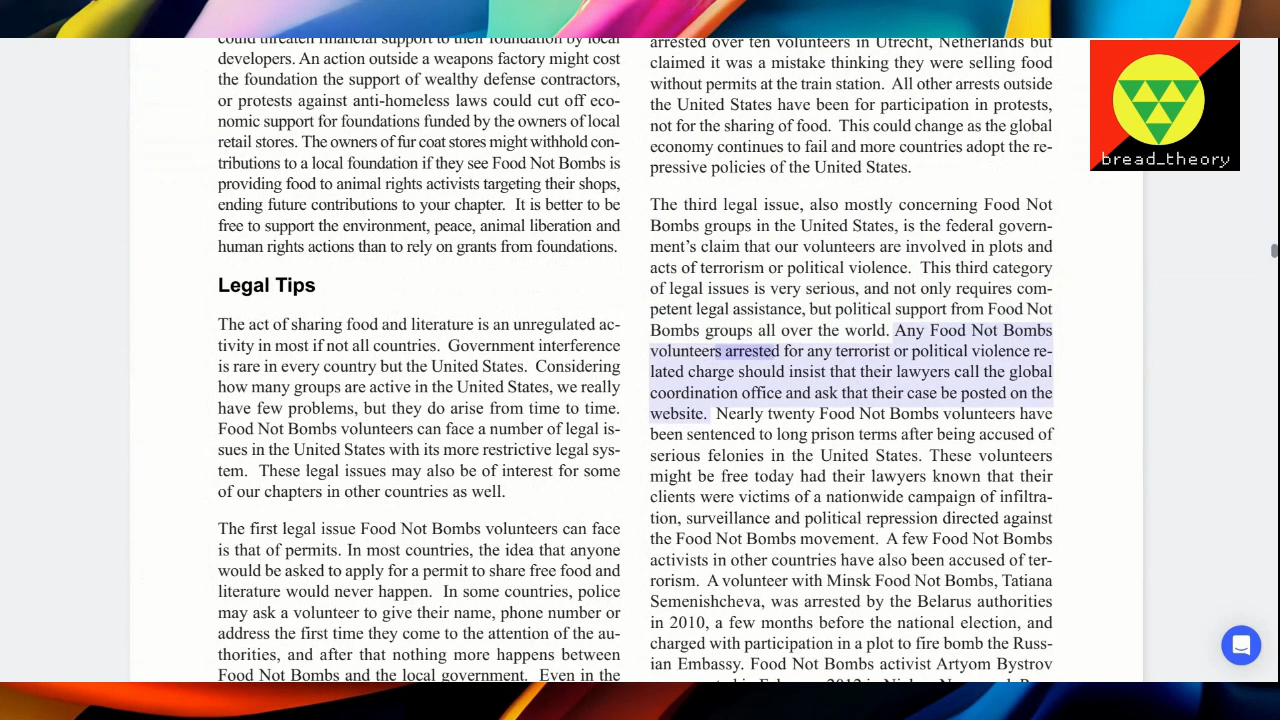 could threaten financial support to their foundation by local
developers. An action outside a weapons factory might cost
the foundation the support of wealthy defense contractors,
or protests against anti-homeless laws could cut off eco-
nomic support for foundations funded by the owners of local
retail stores. The owners of fur coat stores might withhold con-
tributions to a local foundation if they see Food Not Bombs is
providing food to animal rights activists targeting their shops,
ending future contributions to your chapter. It is better to be
free to support the environment, peace, animal liberation and
human rights actions than to rely on grants from foundations.
Legal Tips
The act of sharing food and literature is an unregulated ac-
tivity in most if not all countries. Government interference
is rare in every country but the United States. Considering
how many groups are active in the United States, we really
have few problems, but they do arise from time to time.
Food Not Bombs volunteers can face a number of legal is-
sues in the United States with its more restrictive legal sys-
tem. These legal issues may also be of interest for some
of our chapters in other countries as well.
The first legal issue Food Not Bombs volunteers can face
is that of permits. In most countries, the idea that anyone
would be asked to apply for a permit to share free food and
literature would never happen. In some countries, police
may ask a volunteer to give their name, phone number or
address the first time they come to the attention of the au-
thorities, and after that nothing more happens between
Food Not Bombs and the local government. Even in the
arrested over ten volunteers in Utrecht, Netherlands but
claimed it was a mistake thinking they were selling food
without permits at the train station. All other arrests outside
the United States have been for participation in protests,
not for the sharing of food. This could change as the global
economy continues to fail and more countries adopt the re-
pressive policies of the United States.
The third legal issue, also mostly concerning Food Not
Bombs groups in the United States, is the federal govern-
ment's claim that our volunteers are involved in plots and
acts of terrorism or political violence. This third category
of legal issues is very serious, and not only requires com-
petent legal assistance, but political support from Food Not
Bombs groups all over the world. Any Food Not Bombs
volunteers arrested for any terrorist or political violence re-
lated charge should insist that their lawyers call the global
coordination office and ask that their case be posted on the
website. Nearly twenty Food Not Bombs volunteers have
been sentenced to long prison terms after being accused of
serious felonies in the United States. These volunteers
might be free today had their lawyers known that their
clients were victims of a nationwide campaign of infiltra-
tion, surveillance and political repression directed against
the Food Not Bombs movement. A few Food Not Bombs
activists in other countries have also been accused of ter-
rorism. A volunteer with Minsk Food Not Bombs, Tatiana
Semenishcheva, was arrested by the Belarus authorities
in 2010, a few months before the national election, and
charged with participation in a plot to fire bomb the Russ-
ian Embassy. Food Not Bombs activist Artyom Bystrov
bread_theory